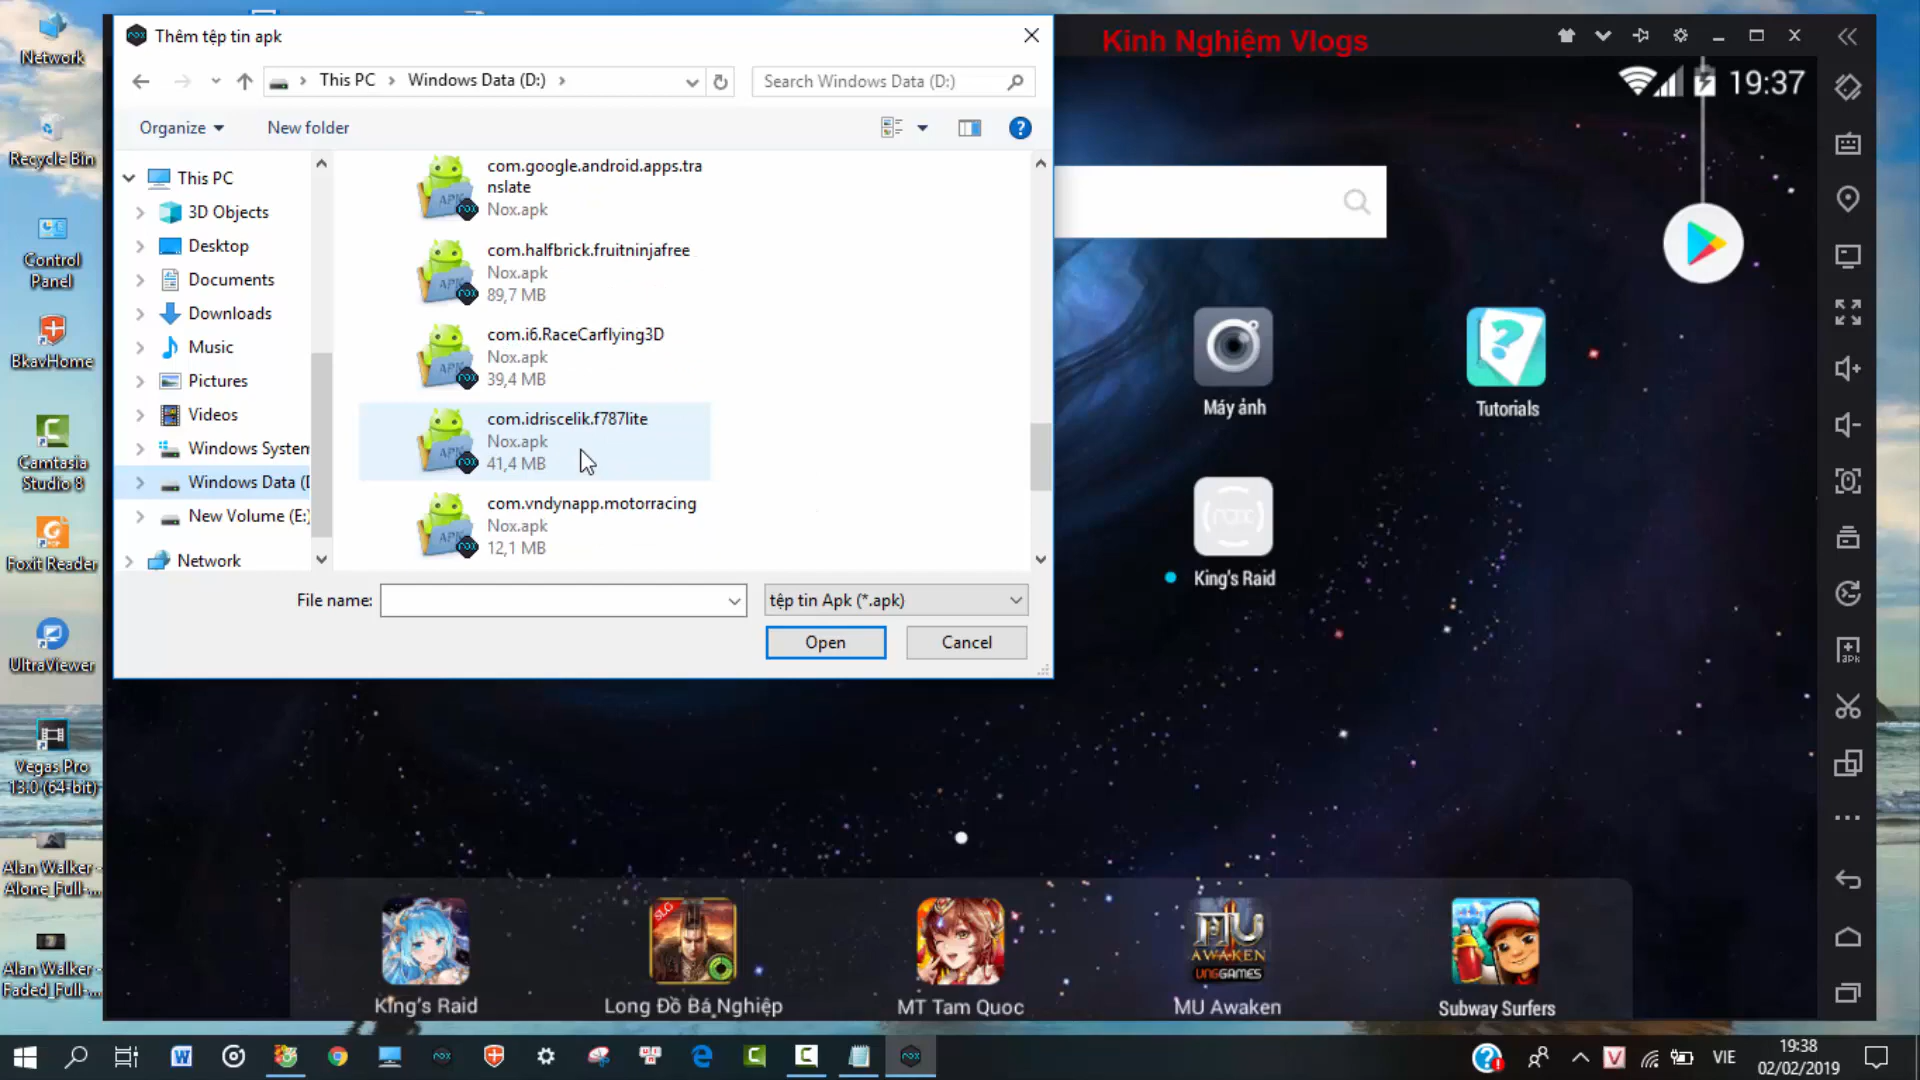 Network
Recycle Bin
Control
Panel
BkavHome
Camtasia
Studio 8
Foxit Reader
UltraViewer
Vegas Pro
13.0 (64-bit)
Alan Walker -
Alone_Full-...
Alan Walker -
Faded_Full-...
Thêm tệp tin apk
This PC
Windows Data (D:)
Search Windows Data (D:)
Organize
New folder
This PC
3D Objects
Desktop
Documents
Downloads
Music
Pictures
Videos
Windows System
Windows Data (D
New Volume (E:)
Network
com.google.android.apps.tra
nslate
Nox.apk
com.halfbrick.fruitninjafree
Nox.apk
89,7 MB
com.i6.RaceCarflying3D
Nox.apk
39,4 MB
com.idriscelik.f787lite
Nox.apk
41,4 MB
com.vndynapp.motorracing
Nox.apk
12,1 MB
File name:
tệp tin Apk (*.apk)
Open
Cancel
Kinh Nghiệm Vlogs
19:37
Máy ảnh
Tutorials
King's Raid
SLG
MU
AWAKEN
VNGGAMES
King's Raid
Long Đồ Bá Nghiệp
MT Tam Quoc
MU Awaken
Subway Surfers
VIE
19:38
02/02/2019